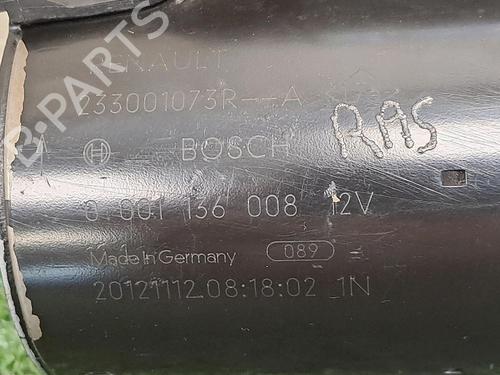 RENAULT
233001073R--A
RAS
BOSCH
0 001 136 008 12V
Made in Germany 089
20121112 08:18:02 1N
B-PARTS